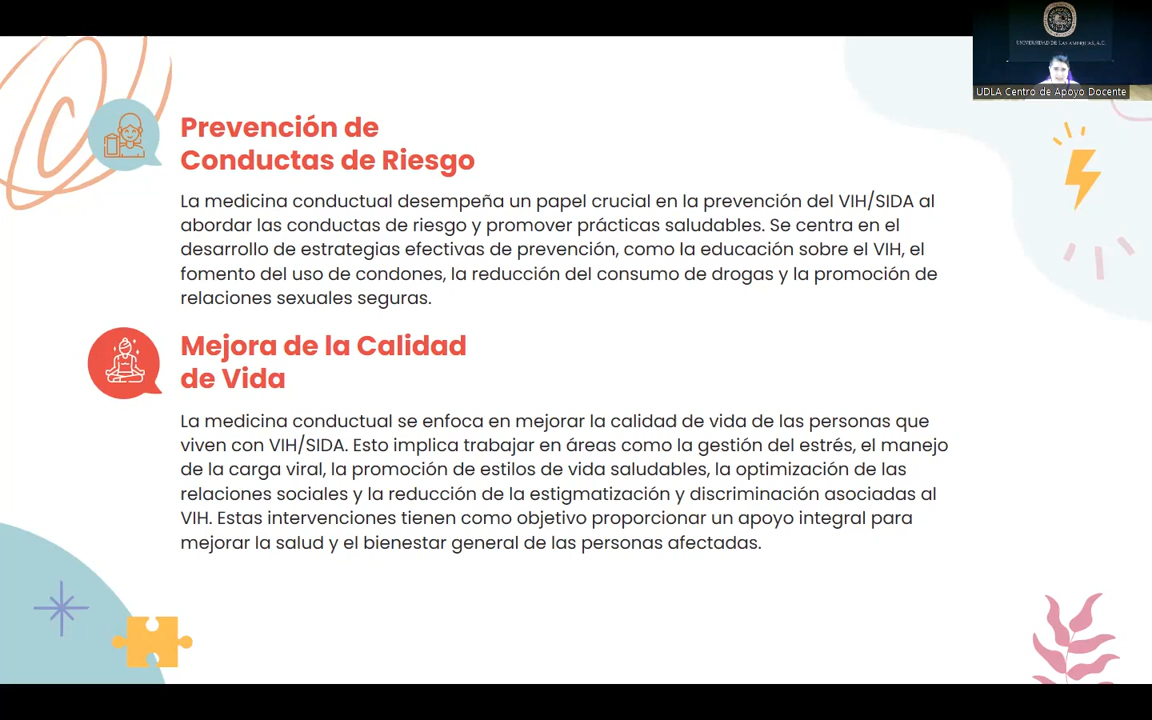 UNIVERSIDAD DE LAS AMERICAS, A.C.
UDLA Centro de Apoyo Docente
Prevención de
Conductas de Riesgo
La medicina conductual desempeña un papel crucial en la prevención del VIH/SIDA al
abordar las conductas de riesgo y promover prácticas saludables. Se centra en el
desarrollo de estrategias efectivas de prevención, como la educación sobre el VIH, el
fomento del uso de condones, la reducción del consumo de drogas y la promoción de
relaciones sexuales seguras.
Mejora de la Calidad
de Vida
La medicina conductual se enfoca en mejorar la calidad de vida de las personas que
viven con VIH/SIDA. Esto implica trabajar en áreas como la gestión del estrés, el manejo
de la carga viral, la promoción de estilos de vida saludables, la optimización de las
relaciones sociales y la reducción de la estigmatización y discriminación asociadas al
VIH. Estas intervenciones tienen como objetivo proporcionar un apoyo integral para
mejorar la salud y el bienestar general de las personas afectadas.